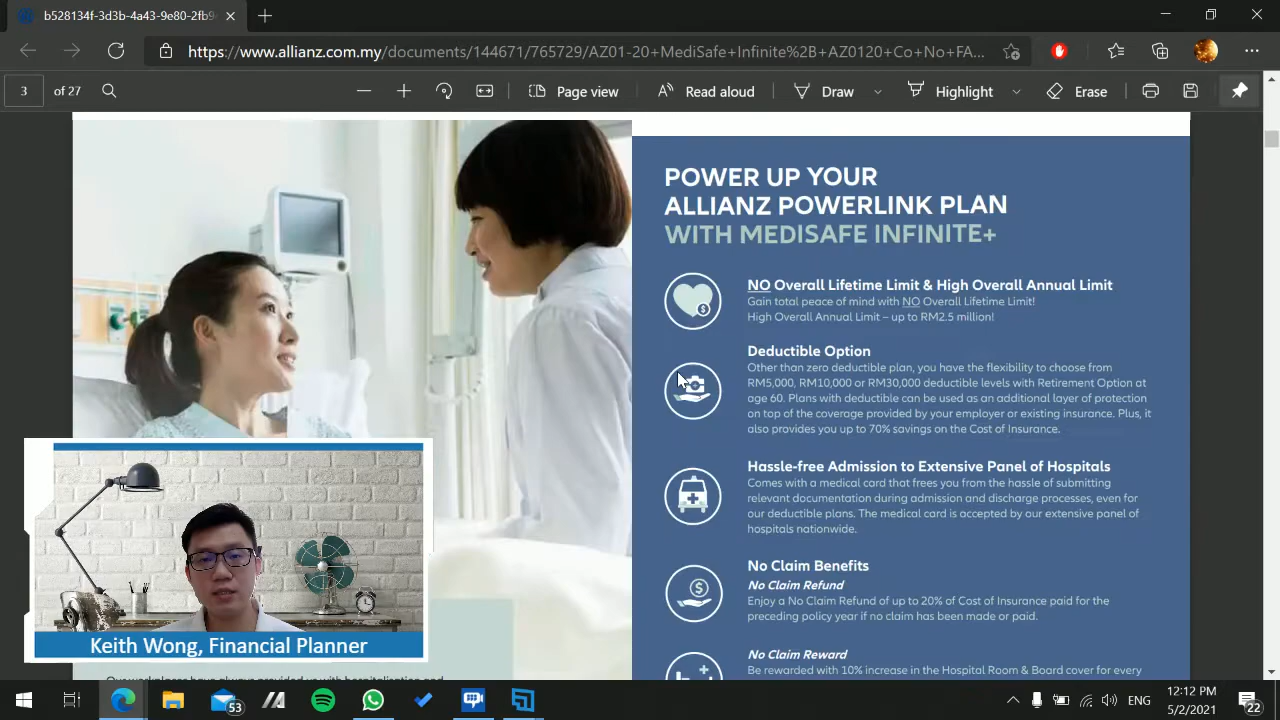 b528134f-3d3b-4a43-9e80-2fb9
https://www.allianz.com.my/documents/144671/765729/AZ01-20+MediSafe+Infinite%2B+AZ0120+Co+No+FA...
3 of 27
Page view
Read aloud
Draw
Highlight
Erase
POWER UP YOUR
ALLIANZ POWERLINK PLAN
WITH MEDISAFE INFINITE+
NO Overall Lifetime Limit & High Overall Annual Limit
Gain total peace of mind with NO Overall Lifetime Limit!
High Overall Annual Limit – up to RM2.5 million!
Deductible Option
Other than zero deductible plan, you have the flexibility to choose from
RM5,000, RM10,000 or RM30,000 deductible levels with Retirement Option at
age 60. Plans with deductible can be used as an additional layer of protection
on top of the coverage provided by your employer or existing insurance. Plus, it
also provides you up to 70% savings on the Cost of Insurance.
Hassle-free Admission to Extensive Panel of Hospitals
Comes with a medical card that frees you from the hassle of submitting
relevant documentation during admission and discharge processes, even for
our deductible plans. The medical card is accepted by our extensive panel of
hospitals nationwide.
No Claim Benefits
No Claim Refund
Enjoy a No Claim Refund of up to 20% of Cost of Insurance paid for the
preceding policy year if no claim has been made or paid.
No Claim Reward
Be rewarded with 10% increase in the Hospital Room & Board cover for every
Keith Wong, Financial Planner
53
ENG
12:12 PM
5/2/2021
22